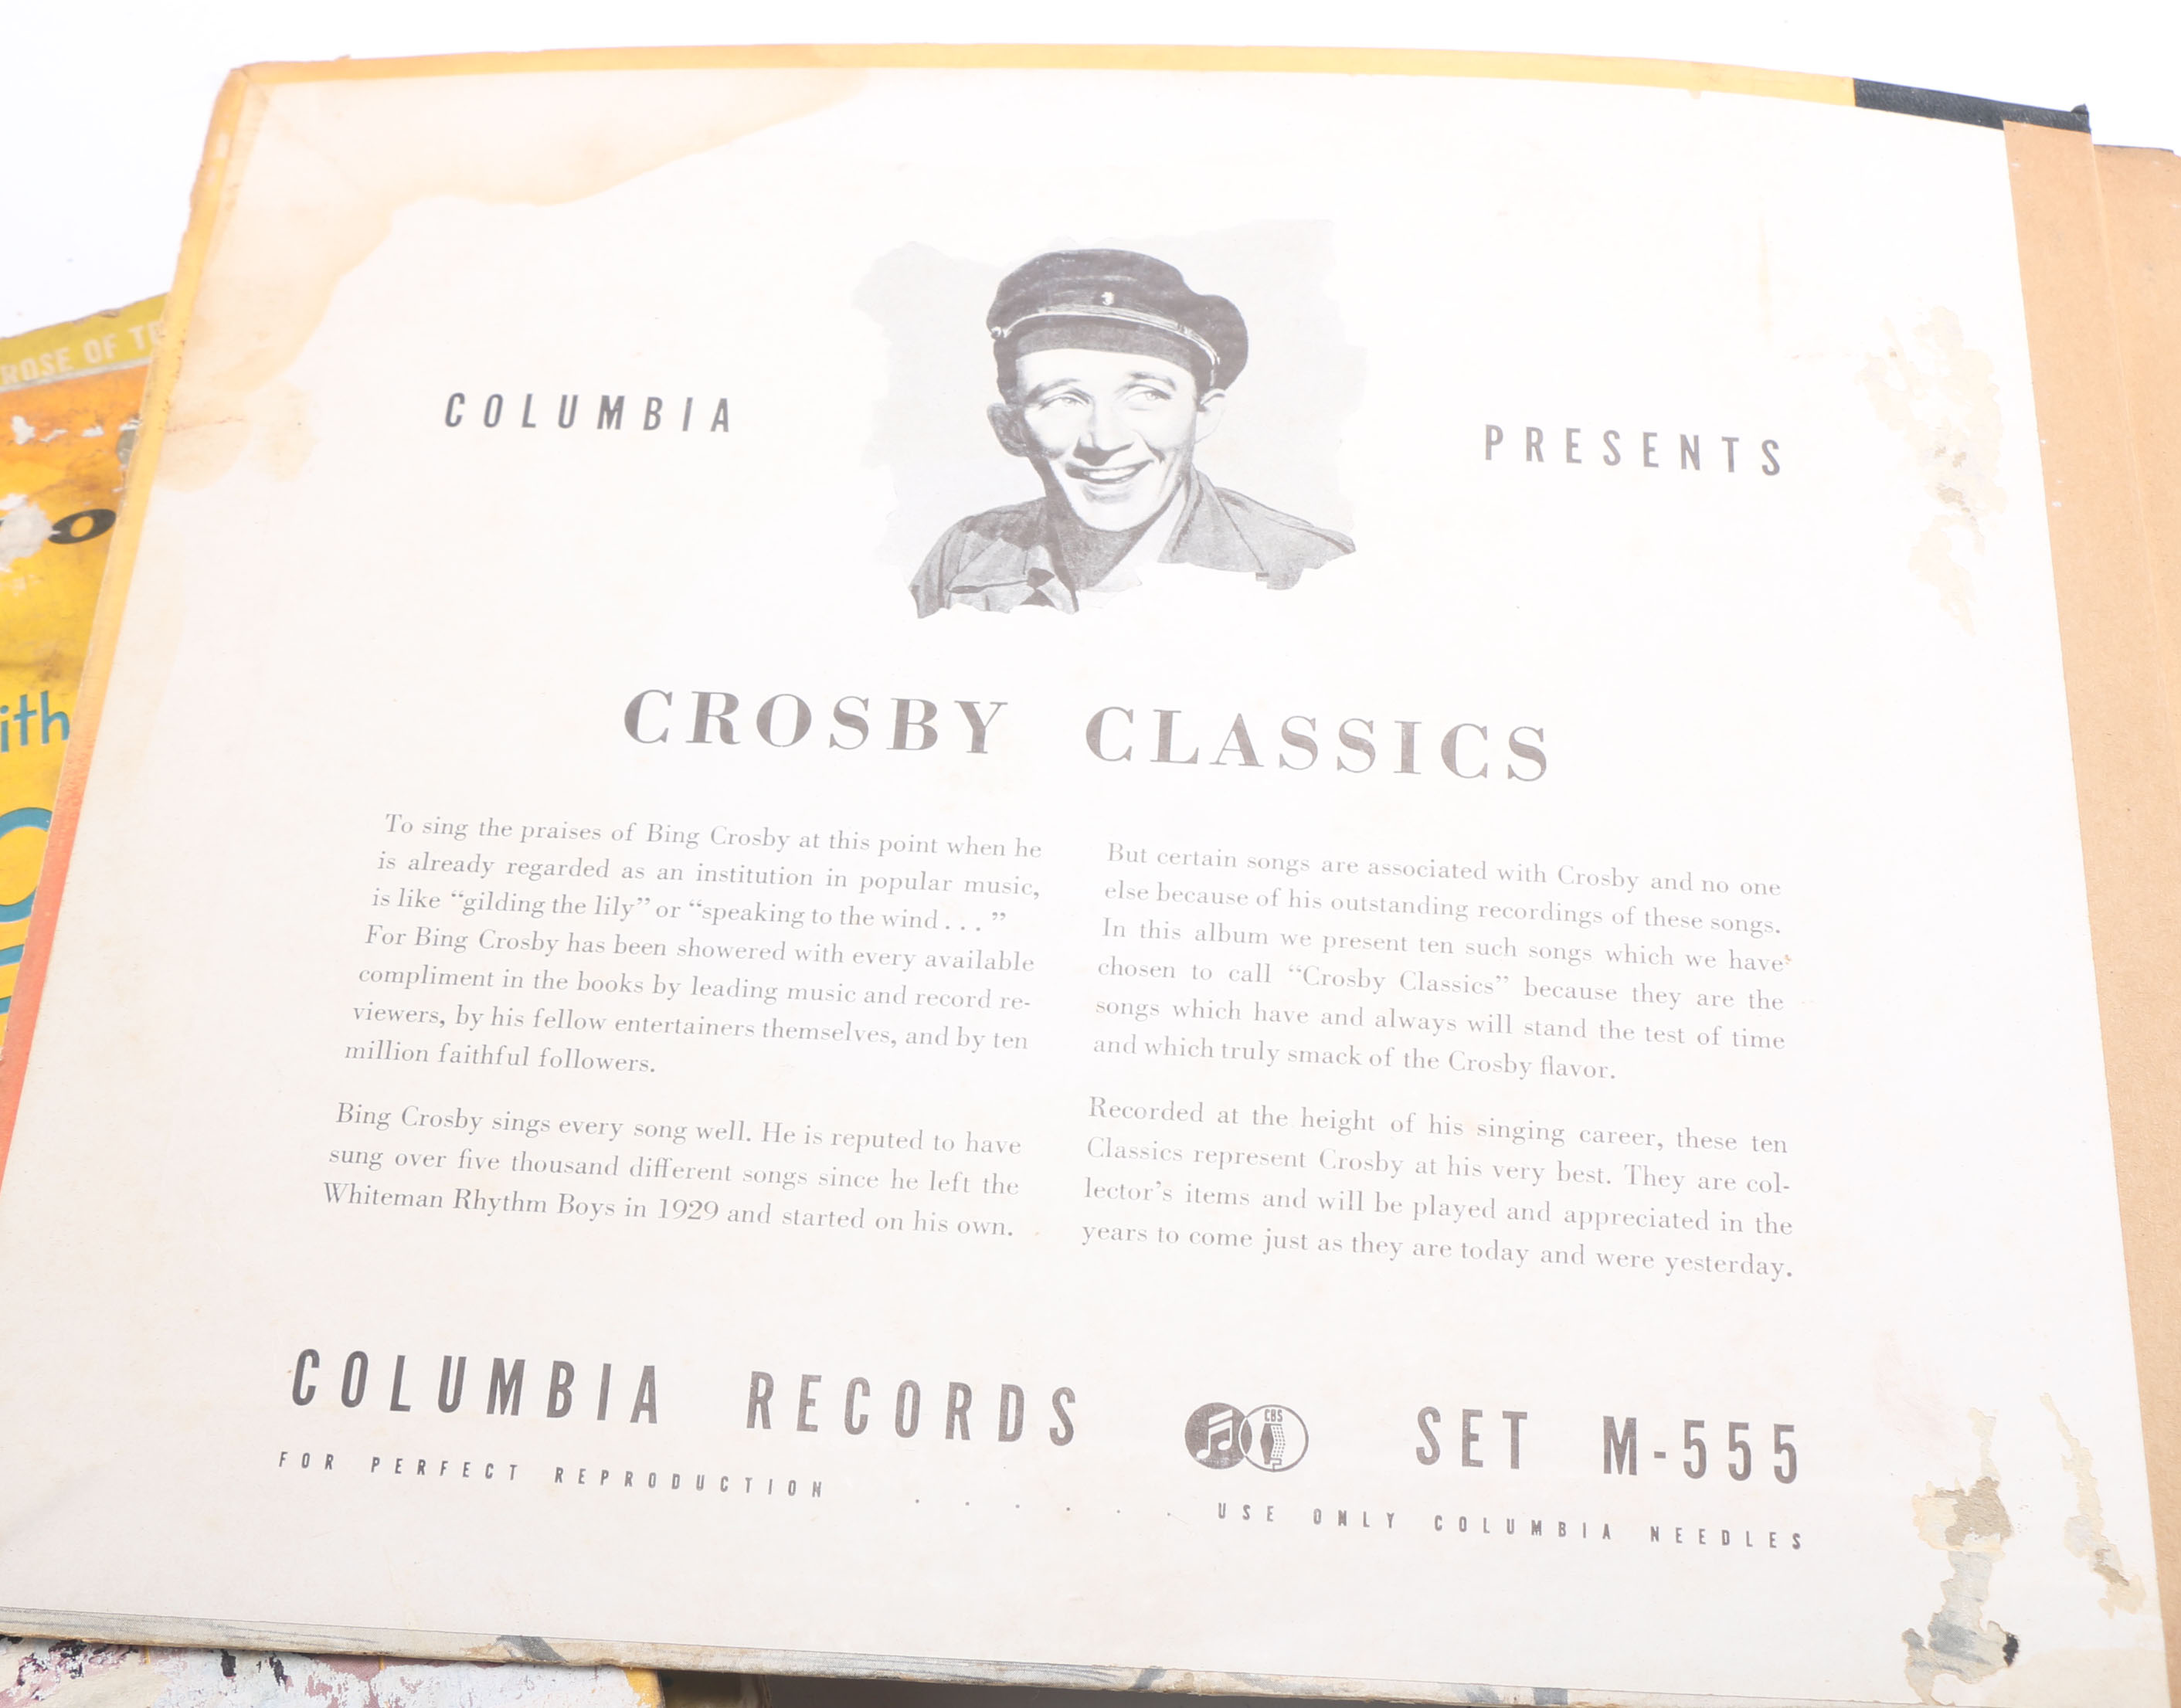 ROSE OF
ith
COLUMBIA
PRESENTS
CROSBY CLASSICS
To sing the praises of Bing Crosby at this point when he
is already regarded as an institution in popular music,
is like “gilding the lily” or “speaking to the wind . . . ”
For Bing Crosby has been showered with every available
compliment in the books by leading music and record re-
viewers, by his fellow entertainers themselves, and by ten
million faithful followers.
Bing Crosby sings every song well. He is reputed to have
sung over five thousand different songs since he left the
Whiteman Rhythm Boys in 1929 and started on his own.
But certain songs are associated with Crosby and no one
else because of his outstanding recordings of these songs.
In this album we present ten such songs which we have
chosen to call “Crosby Classics” because they are the
songs which have and always will stand the test of time
and which truly smack of the Crosby flavor.
Recorded at the height of his singing career, these ten
Classics represent Crosby at his very best. They are col-
lector’s items and will be played and appreciated in the
years to come just as they are today and were yesterday.
COLUMBIA RECORDS
CBS
SET M-555
FOR PERFECT REPRODUCTION . . . . . . USE ONLY COLUMBIA NEEDLES